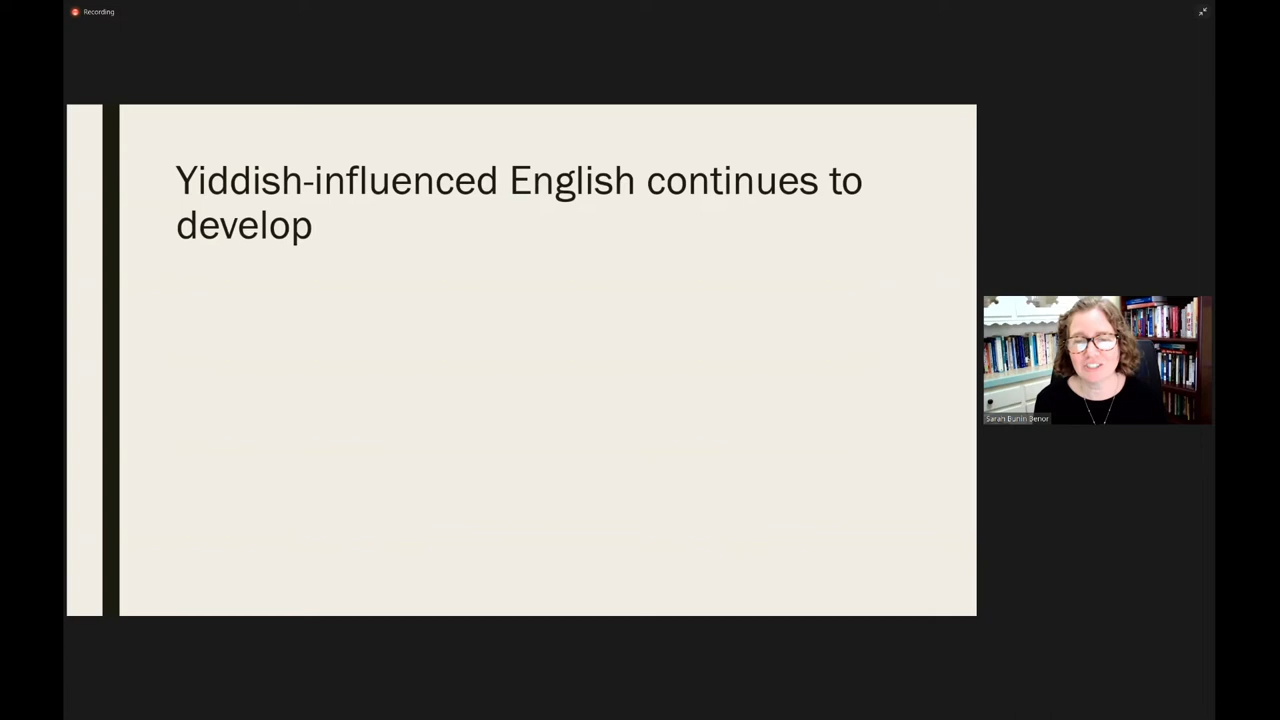 Recording
Yiddish-influenced English continues to
develop
Sarah Bunin Benor